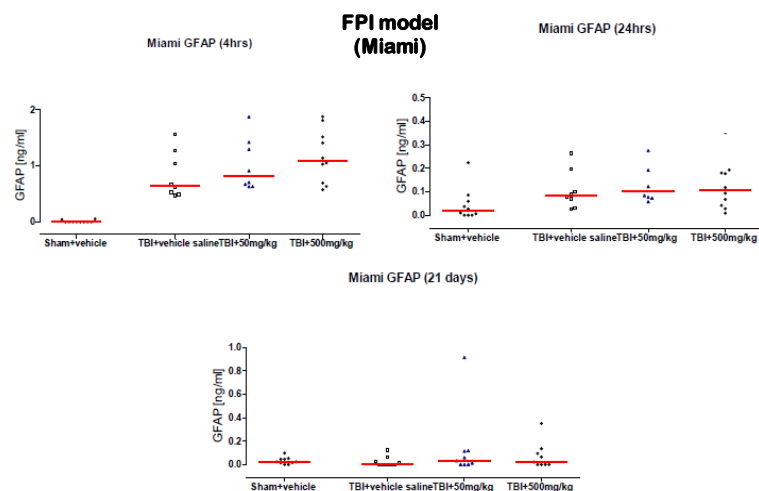 FPI model
(Miami)
Miami GFAP (4hrs)
GFAP [ng/ml]
2
1
0
Sham+vehicle TBI+vehicle saline TBI+50mg/kg TBI+500mg/kg
Miami GFAP (24hrs)
GFAP [ng/ml]
0.5
0.4
0.3
0.2
0.1
0.0
Sham+vehicle TBI+vehicle saline TBI+50mg/kg TBI+500mg/kg
Miami GFAP (21 days)
GFAP [ng/ml]
1.0
0.8
0.6
0.4
0.2
0.0
Sham+vehicle TBI+vehicle saline TBI+50mg/kg TBI+500mg/kg